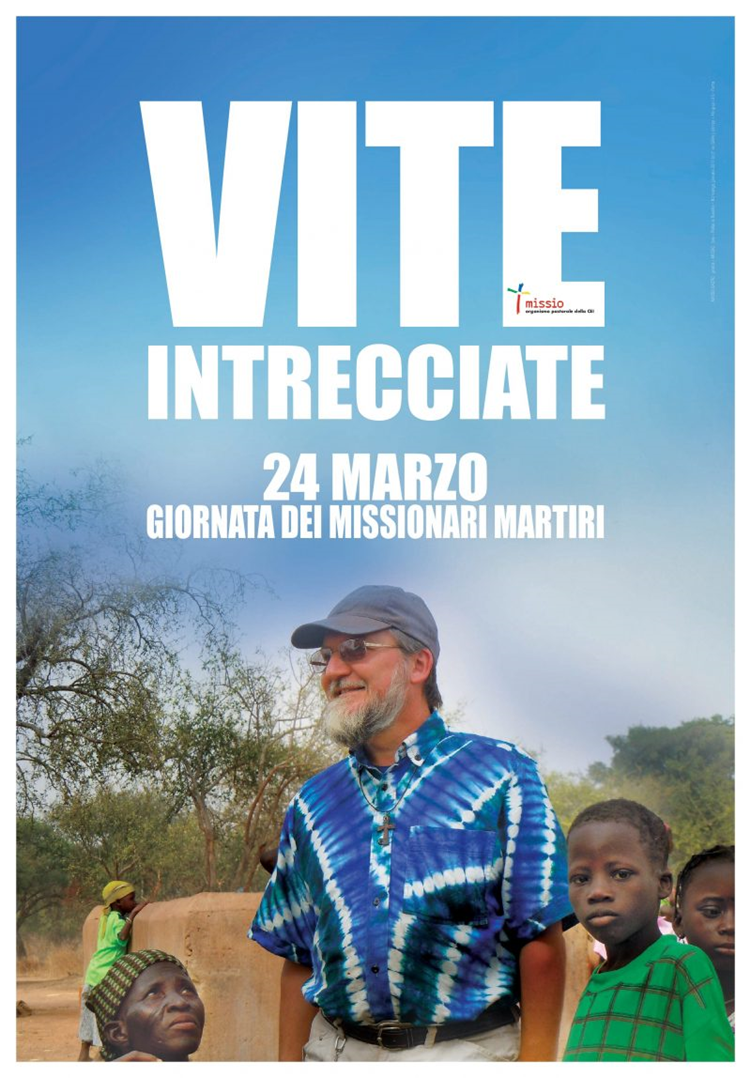 VITE
missio
organismo pastorale della CEI
INTRECCIATE
24 MARZO
GIORNATA DEI MISSIONARI MARTIRI